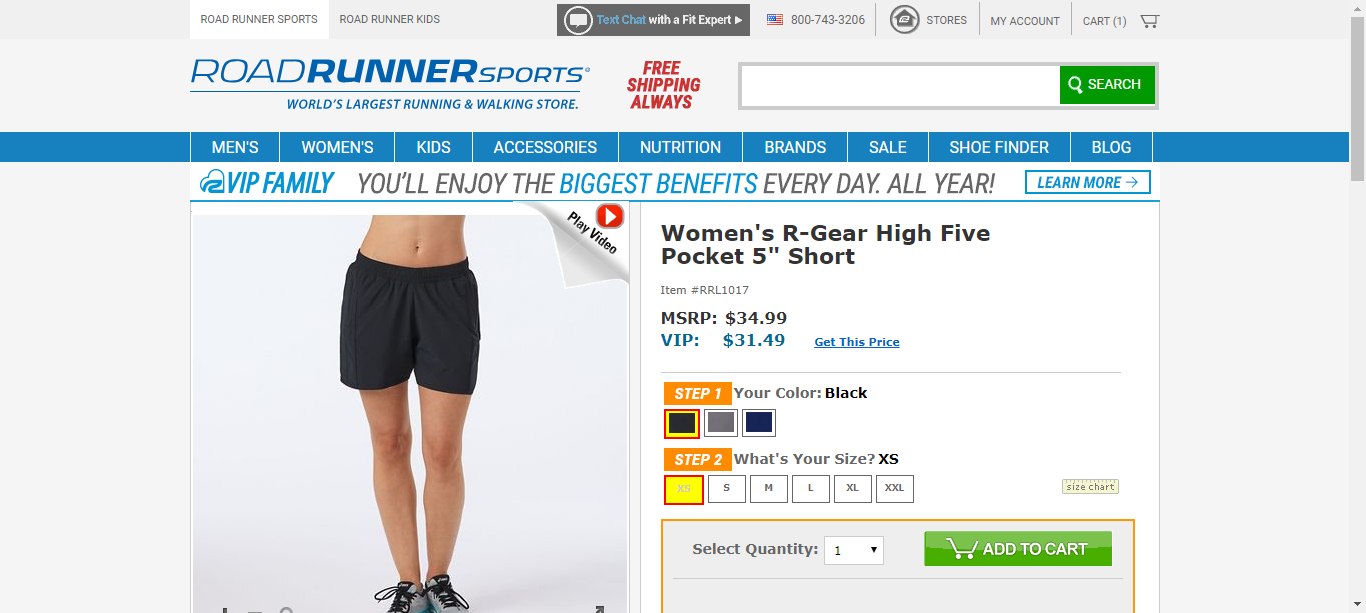 ROAD RUNNER SPORTS
ROAD RUNNER KIDS
Text Chat with a Fit Expert
800-743-3206
STORES
MY ACCOUNT
CART (1)
ROADRUNNERSPORTS
WORLD'S LARGEST RUNNING & WALKING STORE.
FREE
SHIPPING
ALWAYS
SEARCH
MEN'S
WOMEN'S
KIDS
ACCESSORIES
NUTRITION
BRANDS
SALE
SHOE FINDER
BLOG
VIP FAMILY
YOU'LL ENJOY THE BIGGEST BENEFITS EVERY DAY. ALL YEAR!
LEARN MORE
Play Video
Women's R-Gear High Five
Pocket 5" Short
Item #RRL1017
MSRP: $34.99
VIP: $31.49
Get This Price
STEP 1 Your Color: Black
STEP 2 What's Your Size? XS
XS
S
M
L
XL
XXL
size chart
Select Quantity: 1
ADD TO CART